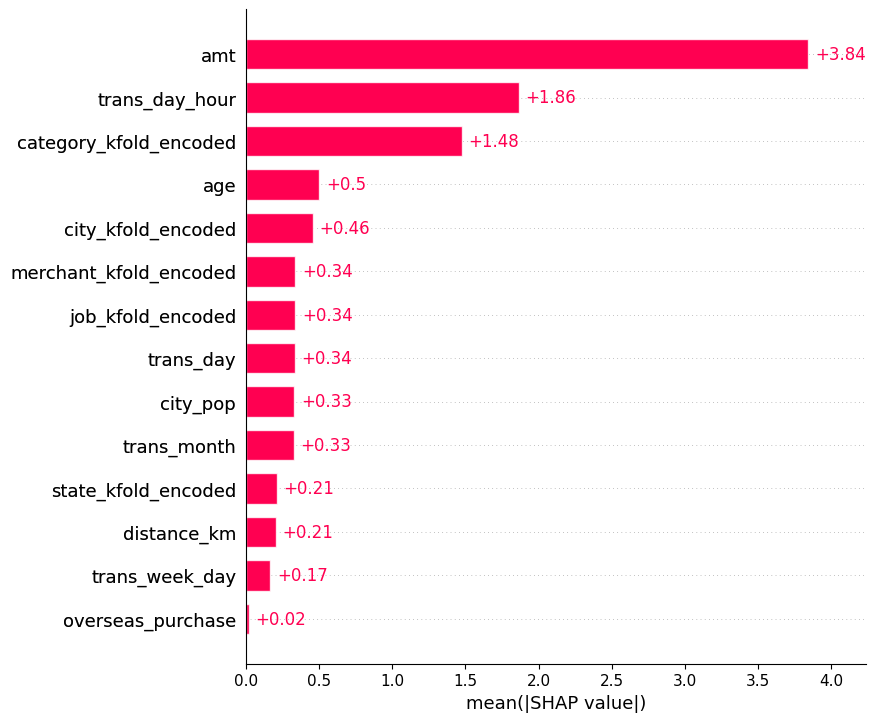 amt +3.84
trans_day_hour +1.86
category_kfold_encoded +1.48
age +0.5
city_kfold_encoded +0.46
merchant_kfold_encoded +0.34
job_kfold_encoded +0.34
trans_day +0.34
city_pop +0.33
trans_month +0.33
state_kfold_encoded +0.21
distance_km +0.21
trans_week_day +0.17
overseas_purchase +0.02
0.0 0.5 1.0 1.5 2.0 2.5 3.0 3.5 4.0
mean(|SHAP value|)